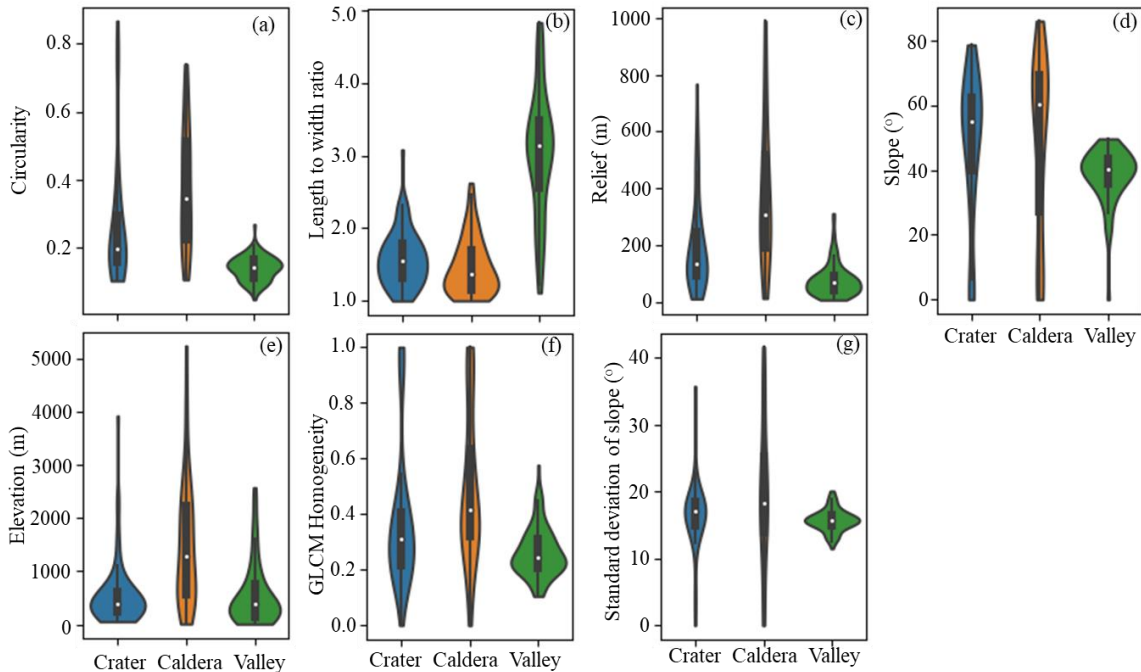 (a)
Circularity
0.8
0.6
0.4
0.2
(b)
Length to width ratio
5.0
4.0
3.0
2.0
1.0
(c)
Relief (m)
1000
800
600
400
200
0
(d)
Slope (°)
80
60
40
20
0
Crater Caldera Valley
(e)
Elevation (m)
5000
4000
3000
2000
1000
0
Crater Caldera Valley
(f)
GLCM Homogeneity
1.0
0.8
0.6
0.4
0.2
0.0
Crater Caldera Valley
(g)
Standard deviation of slope (°)
40
30
20
10
0
Crater Caldera Valley